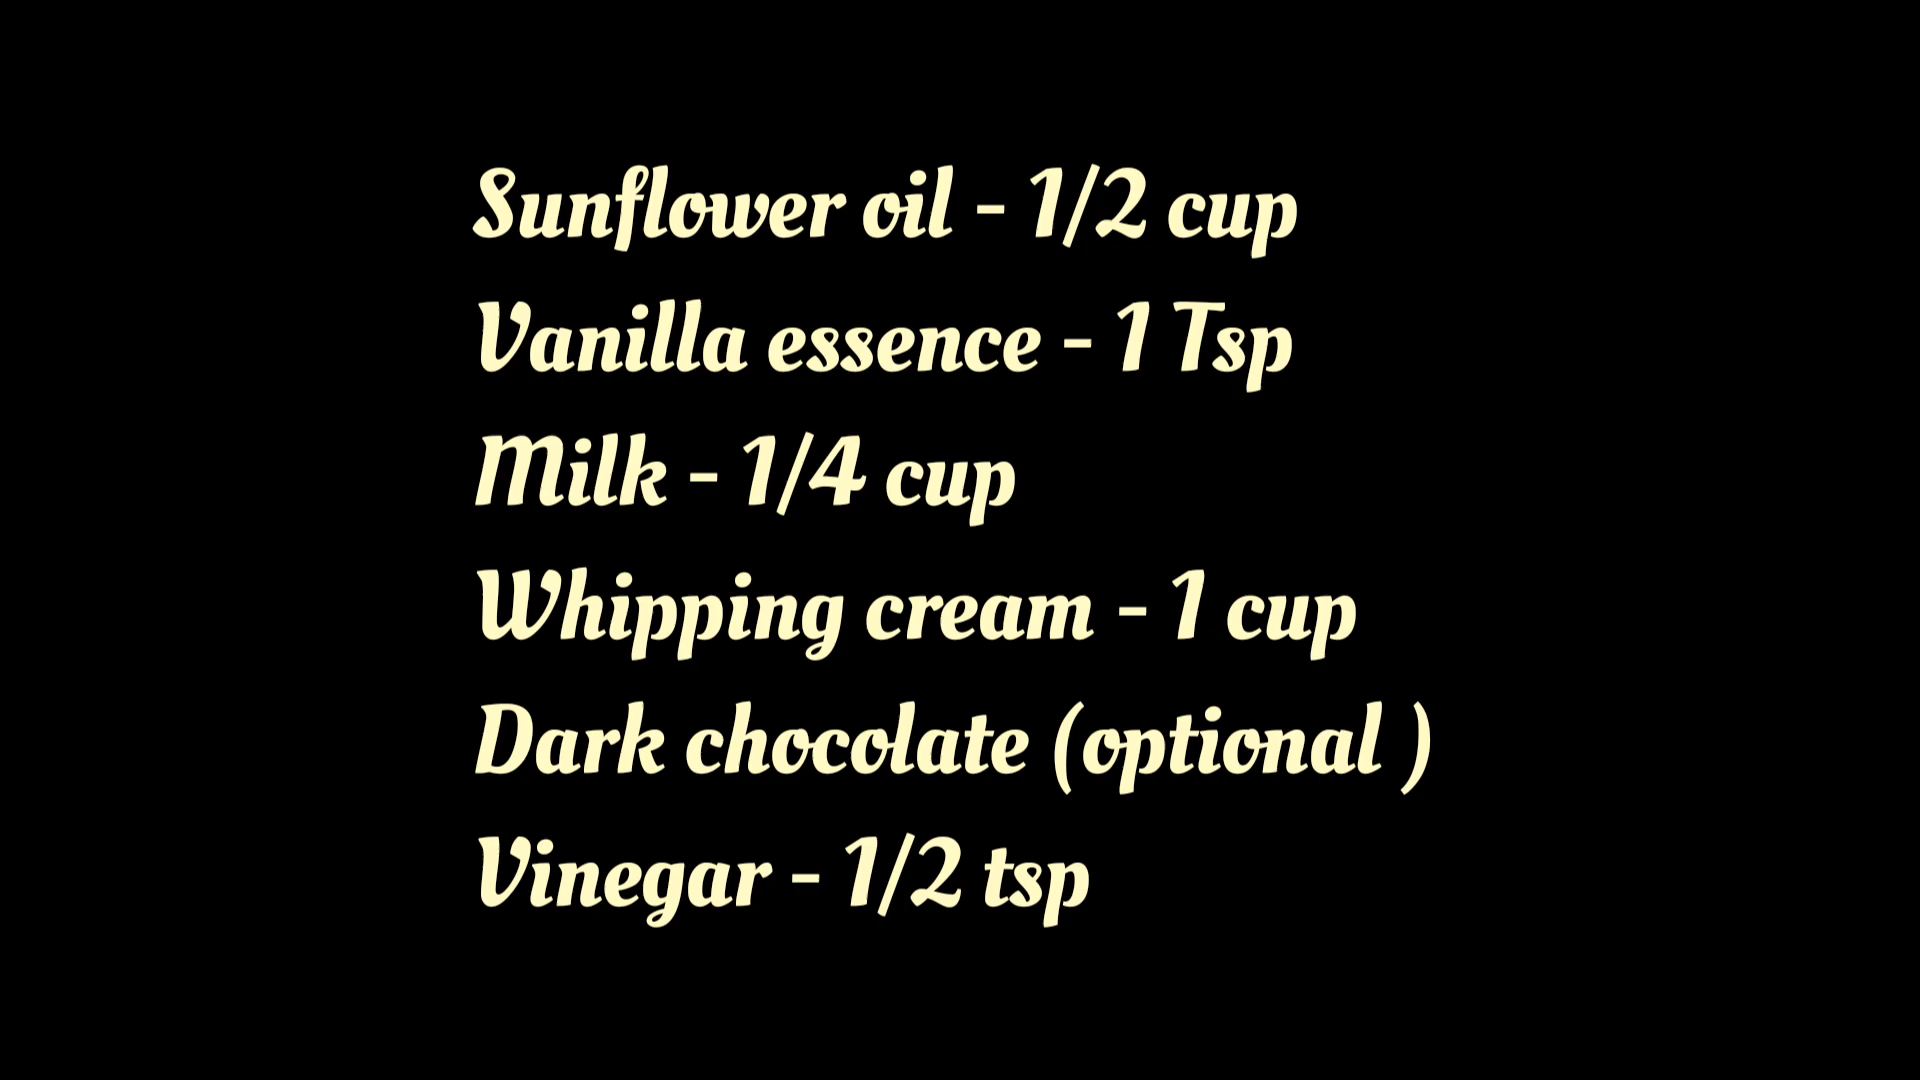 Sunflower oil - 1/2 cup
Vanilla essence - 1 Tsp
Milk - 1/4 cup
Whipping cream - 1 cup
Dark chocolate (optional )
Vinegar - 1/2 tsp